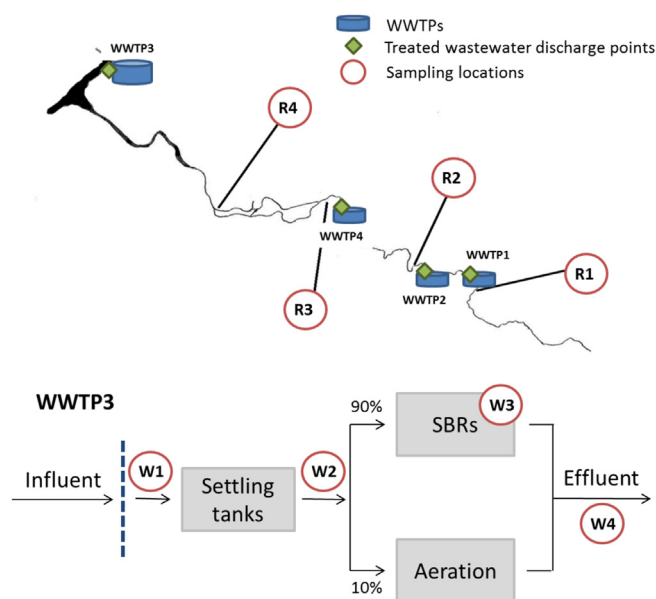 WWTPs
Treated wastewater discharge points
Sampling locations
WWTP3
R4
R2
WWTP4
WWTP1
R1
WWTP2
R3
WWTP3
90%
W3
SBRs
Influent
W1
W2
Effluent
Settling
tanks
W4
Aeration
10%